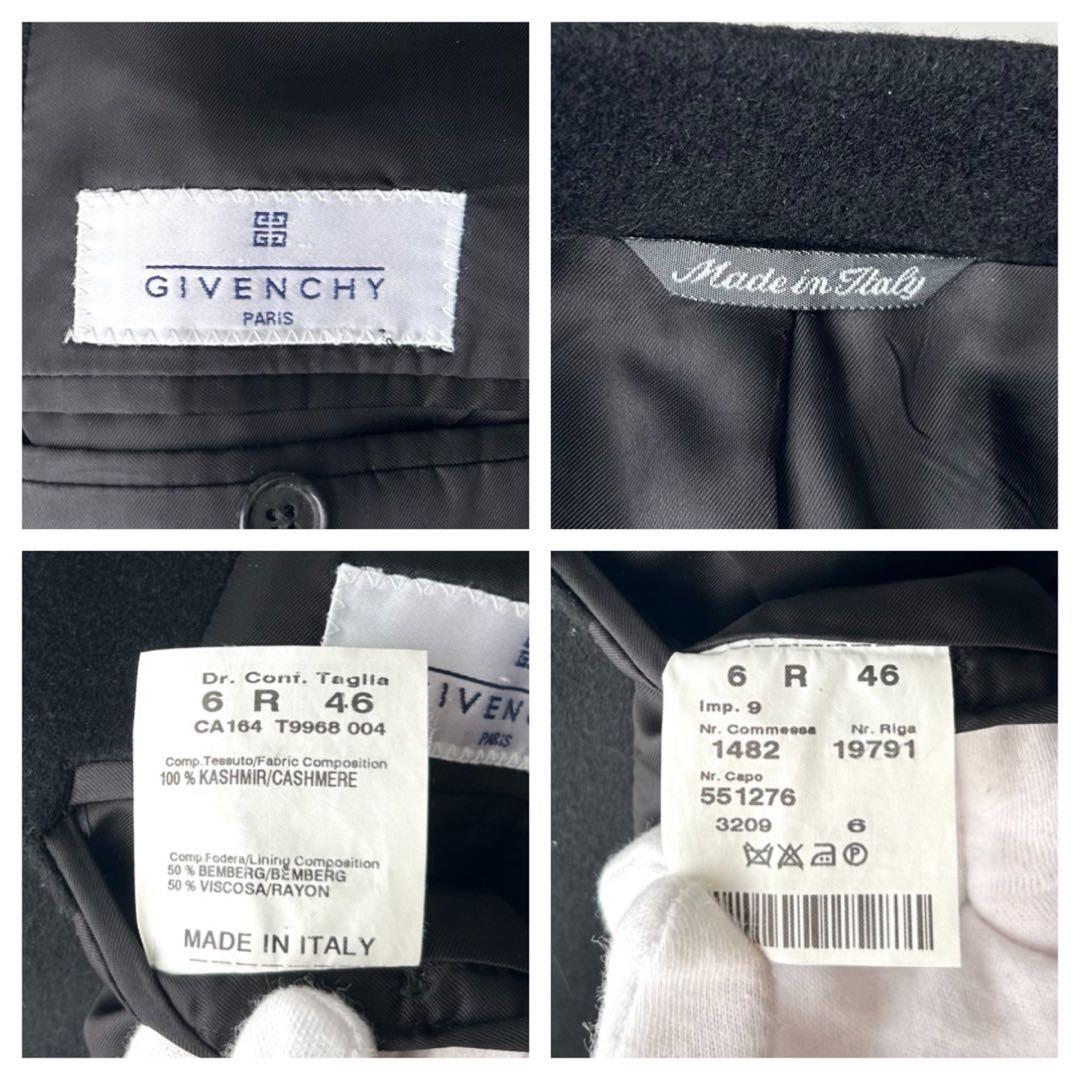 GIVENCHY
PARIS
Made in Italy
Dr. Conf. Taglia
6 R 46
CA164 T9968 004
Comp.Tessuto/Fabric Composition
100 % KASHMIR/CASHMERE
Comp.Fodera/Lining Composition
50 % BEMBERG/BEMBERG
50 % VISCOSA/RAYON
MADE IN ITALY
IVEN
PARIS
6 R 46
Imp. 9
Nr. Commessa Nr. Riga
1482 19791
Nr. Capo
551276
3209 6
P